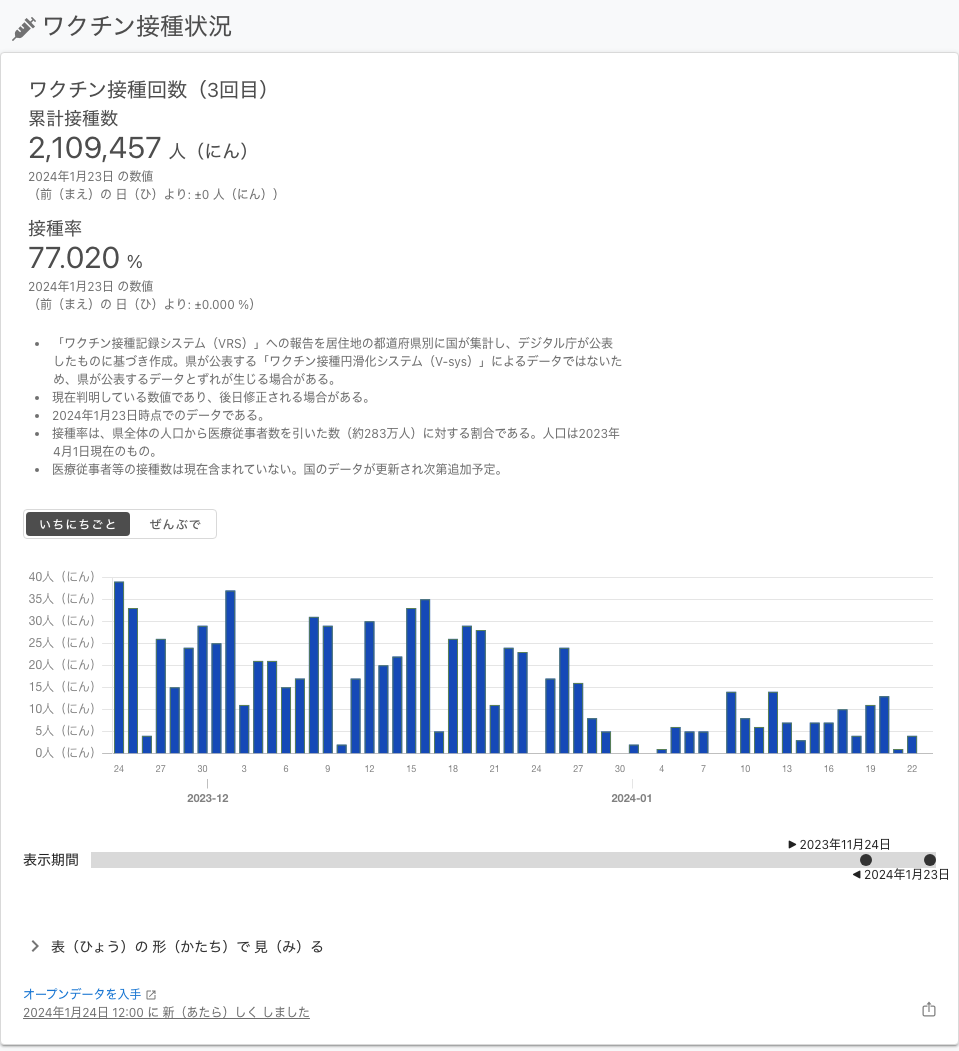 ワクチン接種状況
ワクチン接種回数（3回目）
累計接種数
2,109,457 人（にん）
2024年1月23日 の数値
（前（まえ）の 日（ひ）より: ±0 人（にん））
接種率
77.020 %
2024年1月23日 の数値
（前（まえ）の 日（ひ）より: ±0.000 %）
• 「ワクチン接種記録システム（VRS）」への報告を居住地の都道府県別に国が集計し、デジタル庁が公表
したものに基づき作成。県が公表する「ワクチン接種円滑化システム（V-sys）」によるデータではないた
め、県が公表するデータとずれが生じる場合がある。
• 現在判明している数値であり、後日修正される場合がある。
• 2024年1月23日時点でのデータである。
• 接種率は、県全体の人口から医療従事者数を引いた数（約283万人）に対する割合である。人口は2023年
4月1日現在のもの。
• 医療従事者等の接種数は現在含まれていない。国のデータが更新され次第追加予定。
いちにちごと ぜんぶで
40人（にん）
35人（にん）
30人（にん）
25人（にん）
20人（にん）
15人（にん）
10人（にん）
5人（にん）
0人（にん）
24 27 30 3 6 9 12 15 18 21 24 27 30 4 7 10 13 16 19 22
2023-12 2024-01
2023年11月24日
表示期間
2024年1月23日
表（ひょう）の 形（かたち）で 見（み）る
オープンデータを入手
2024年1月24日 12:00 に 新（あたら）しく しました